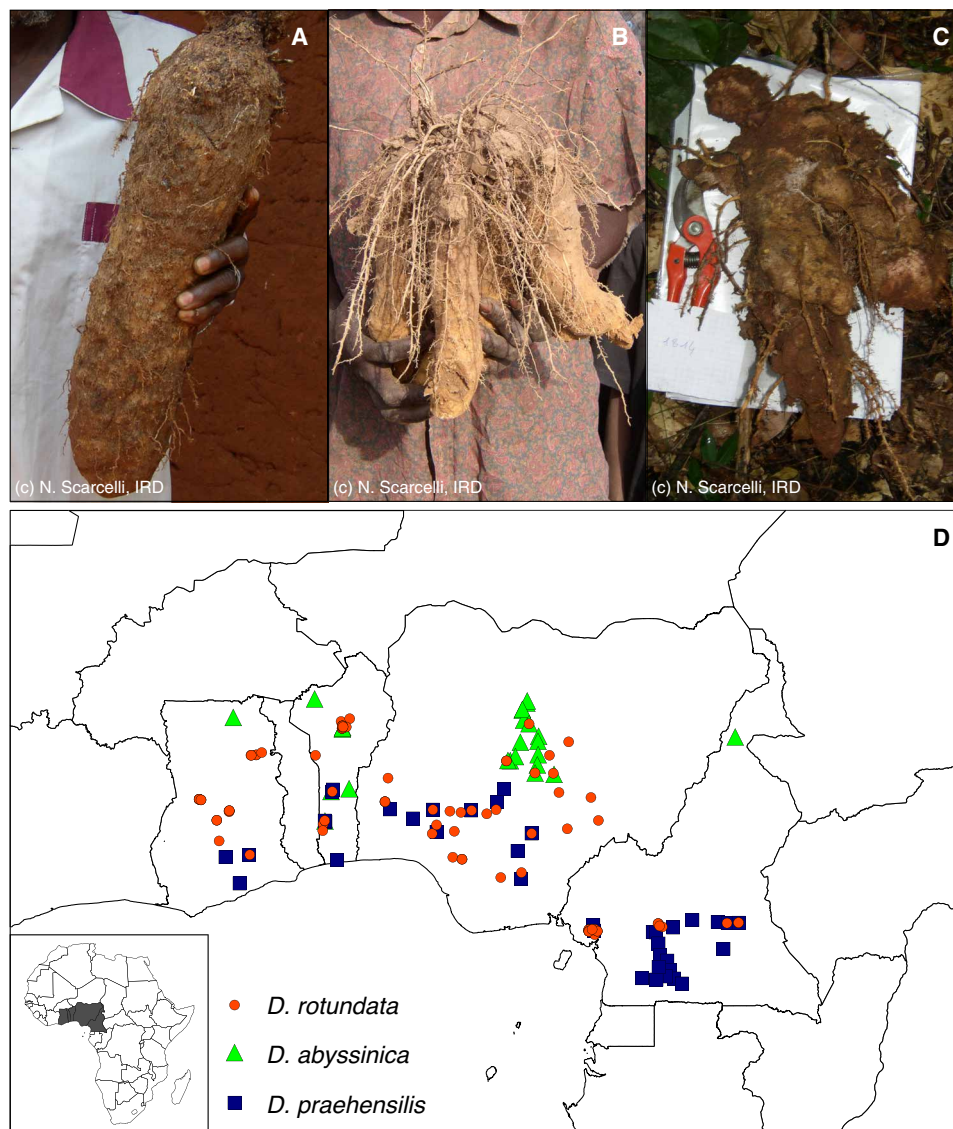 A
B
C
(c) N. Scarcelli, IRD
(c) N. Scarcelli, IRD
(c) N. Scarcelli, IRD
D
D. rotundata
D. abyssinica
D. praehensilis